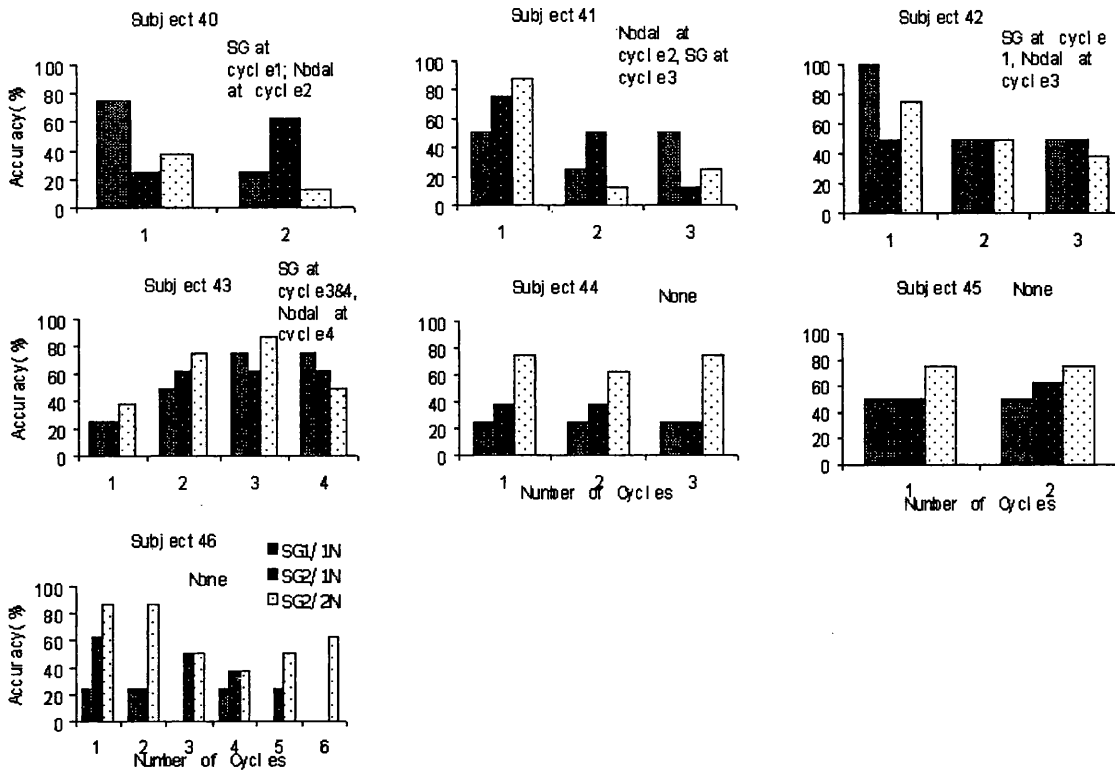 Subject 40
SG at
cycle1; Nodal
at cycle2
Accuracy(%)
100
80
60
40
20
0
1 2
Subject 41
Nodal at
cycle2, SG at
cycle3
100
80
60
40
20
0
1 2 3
Subject 42
SG at cycle
1, Nodal at
cycle3
100
80
60
40
20
0
1 2 3
Subject 43
SG at
cycle3&4,
Nodal at
cycle4
Accuracy(%)
100
80
60
40
20
0
1 2 3 4
Subject 44
None
100
80
60
40
20
0
1 2 3
Number of Cycles
Subject 45 None
100
80
60
40
20
0
1 2
Number of Cycles
Subject 46
None
SG1/1N
SG2/1N
SG2/2N
Accuracy(%)
100
80
60
40
20
0
1 2 3 4 5 6
Number of Cycles